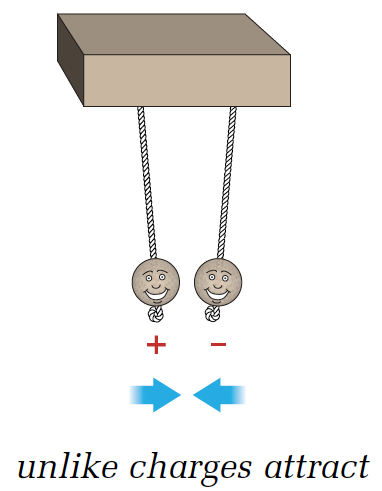 + −
unlike charges attract